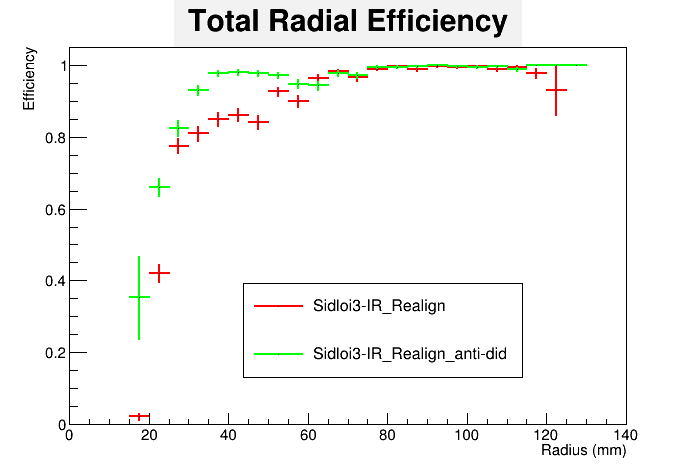 Total Radial Efficiency
Efficiency
1
0.8
0.6
0.4
0.2
0
Sidloi3-IR_Realign
Sidloi3-IR_Realign_anti-did
0 20 40 60 80 100 120 140
Radius (mm)